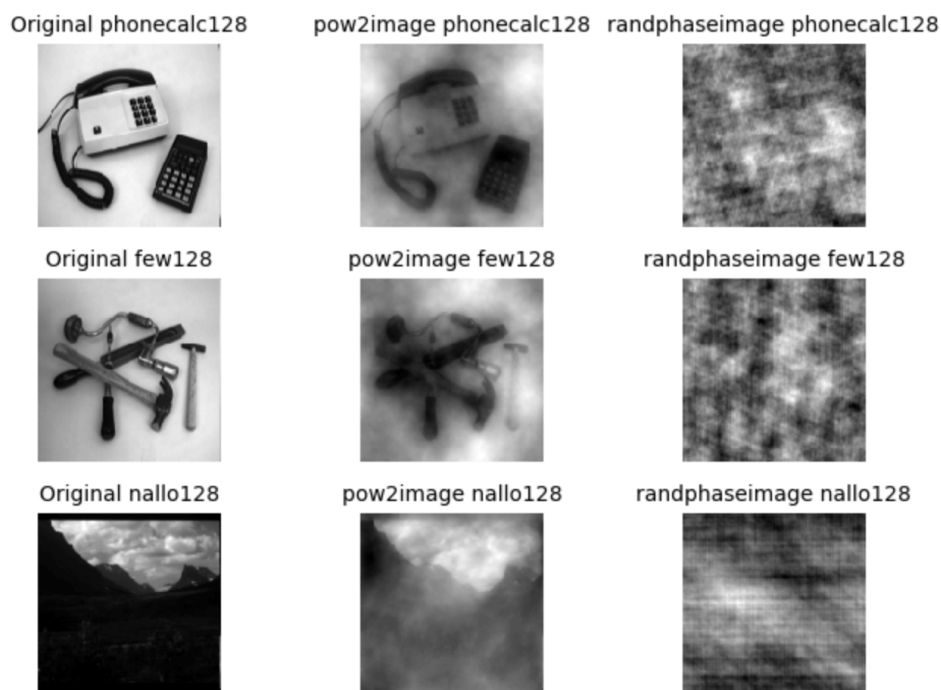 Original phonecalc128
pow2image phonecalc128
randphaseimage phonecalc128
Original few128
pow2image few128
randphaseimage few128
Original nallo128
pow2image nallo128
randphaseimage nallo128